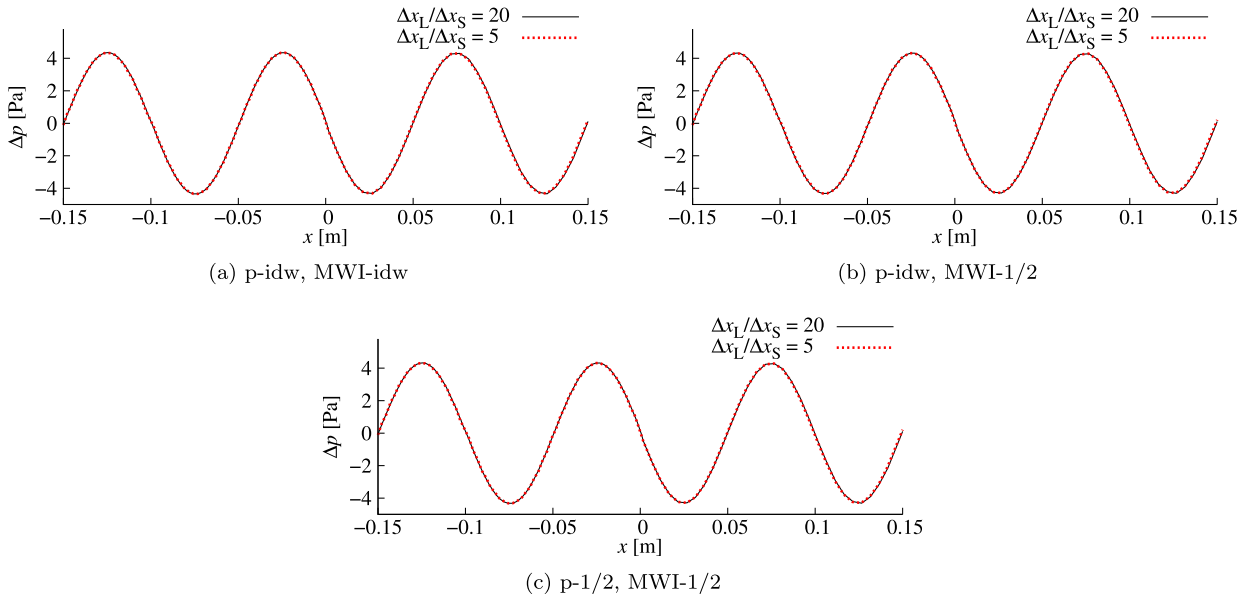 Δx_L/Δx_S = 20
Δx_L/Δx_S = 5
4
2
0
−2
−4
Δp [Pa]
−0.15 −0.1 −0.05 0 0.05 0.1 0.15
x [m]
(a) p-idw, MWI-idw
Δx_L/Δx_S = 20
Δx_L/Δx_S = 5
4
2
0
−2
−4
Δp [Pa]
−0.15 −0.1 −0.05 0 0.05 0.1 0.15
x [m]
(b) p-idw, MWI-1/2
Δx_L/Δx_S = 20
Δx_L/Δx_S = 5
4
2
0
−2
−4
Δp [Pa]
−0.15 −0.1 −0.05 0 0.05 0.1 0.15
x [m]
(c) p-1/2, MWI-1/2